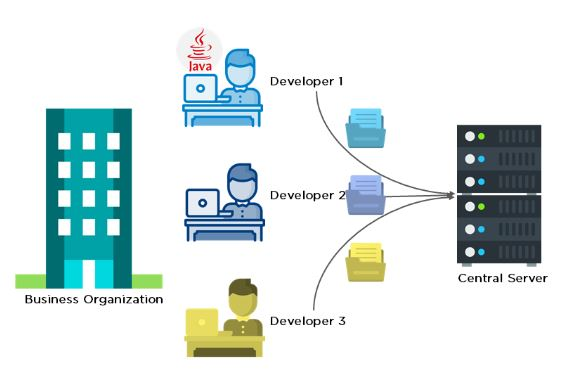 Java
Developer 1
Developer 2
Business Organization
Central Server
Developer 3